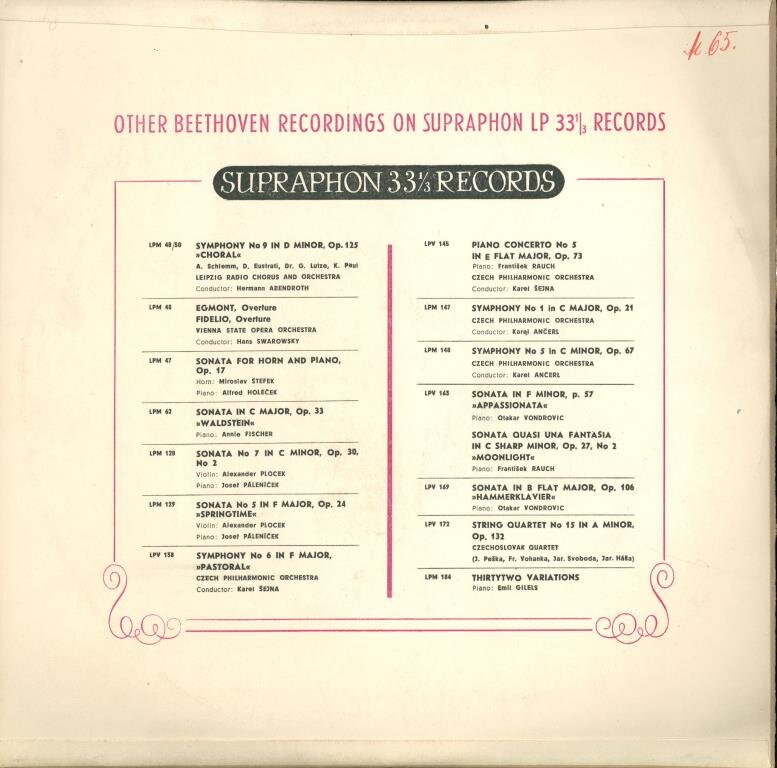 65.
OTHER BEETHOVEN RECORDINGS ON SUPRAPHON LP 33 1/3 RECORDS
SUPRAPHON 33 1/3 RECORDS
LPM 48/50 SYMPHONY No 9 IN D MINOR, Op. 125
»CHORAL«
A. Schlemm, D. Eustrati, Dr. G. Lutze, K. Paul
LEIPZIG RADIO CHORUS AND ORCHESTRA
Conductor: Hermann ABENDROTH
LPM 48 EGMONT, Overture
FIDELIO, Overture
VIENNA STATE OPERA ORCHESTRA
Conductor: Hans SWAROWSKY
LPM 47 SONATA FOR HORN AND PIANO,
Op. 17
Horn: Miroslav ŠTEFEK
Piano: Alfred HOLEČEK
LPM 62 SONATA IN C MAJOR, Op. 33
»WALDSTEIN«
Piano: Annie FISCHER
LPM 128 SONATA No 7 IN C MINOR, Op. 30,
No 2
Violin: Alexander PLOCEK
Piano: Josef PÁLENÍČEK
LPM 129 SONATA No 5 IN F MAJOR, Op. 24
»SPRINGTIME«
Violin: Alexander PLOCEK
Piano: Josef PÁLENÍČEK
LPV 138 SYMPHONY No 6 IN F MAJOR,
»PASTORAL«
CZECH PHILHARMONIC ORCHESTRA
Conductor: Karel ŠEJNA
LPV 145 PIANO CONCERTO No 5
IN E FLAT MAJOR, Op. 73
Piano: František RAUCH
CZECH PHILHARMONIC ORCHESTRA
Conductor: Karel ŠEJNA
LPM 147 SYMPHONY No 1 in C MAJOR, Op. 21
CZECH PHILHARMONIC ORCHESTRA
Conductor: Karel ANČERL
LPM 148 SYMPHONY No 5 in C MINOR, Op. 67
CZECH PHILHARMONIC ORCHESTRA
Conductor: Karel ANČERL
LPV 163 SONATA IN F MINOR, p. 57
»APPASSIONATA«
Piano: Otakar VONDROVIC
SONATA QUASI UNA FANTASIA
IN C SHARP MINOR, Op. 27, No 2
»MOONLIGHT«
Piano: František RAUCH
LPV 169 SONATA IN B FLAT MAJOR, Op. 106
»HAMMERKLAVIER«
Piano: Otakar VONDROVIC
LPV 172 STRING QUARTET No 15 IN A MINOR,
Op. 132
CZECHOSLOVAK QUARTET
(J. Peška, Fr. Vohanka, Jar. Svoboda, Jar. Háša)
LPM 184 THIRTYTWO VARIATIONS
Piano: Emil GILELS